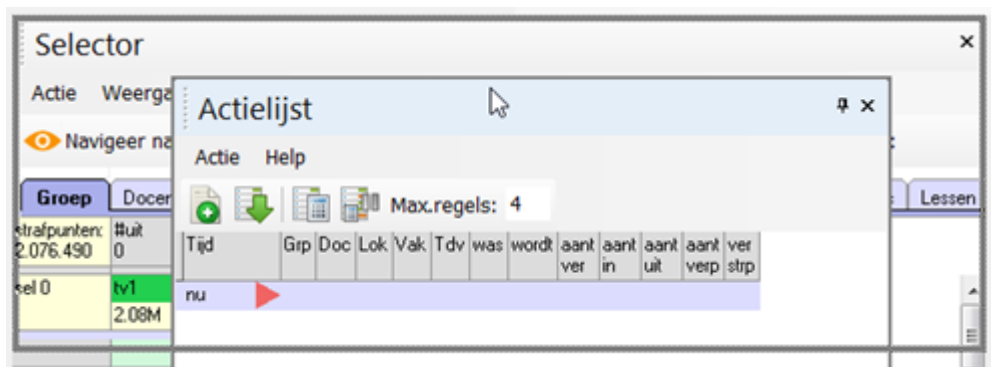 Selector
Actie Weerga
Navigeer na
Groep Docer
Lessen
strafpunten: #uit
2.076.490 0
sel 0 tv1
2.08M
Actielijst
Actie Help
Max.regels: 4
Tijd Grp Doc Lok Vak Tdv was wordt aant aant aant aant ver
ver in uit verp strp
nu